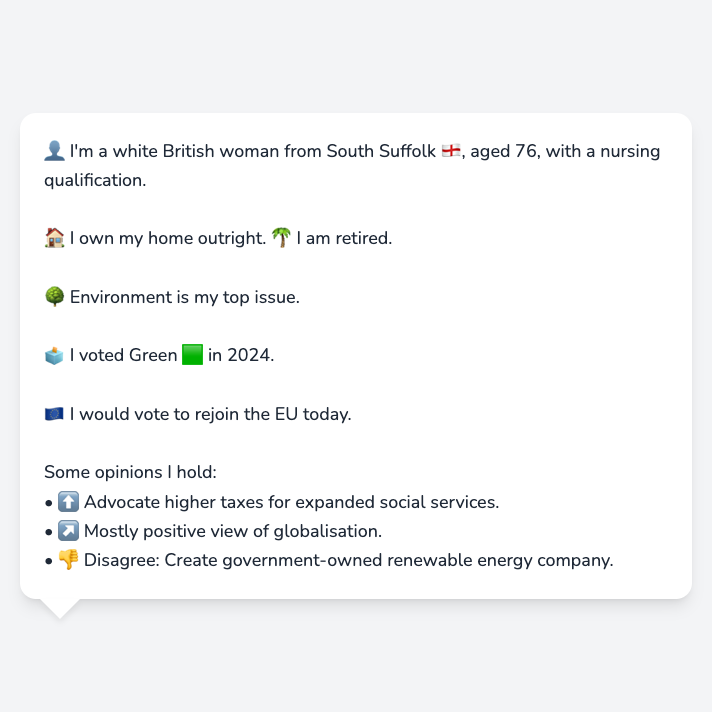 👤 I'm a white British woman from South Suffolk 🏴󠁧󠁢󠁥󠁮󠁧󠁿, aged 76, with a nursing
qualification.
🏠 I own my home outright. 🌴 I am retired.
🌳 Environment is my top issue.
🗳️ I voted Green 🟩 in 2024.
🇪🇺 I would vote to rejoin the EU today.
Some opinions I hold:
• ⬆️ Advocate higher taxes for expanded social services.
• ↗️ Mostly positive view of globalisation.
• 👎 Disagree: Create government-owned renewable energy company.